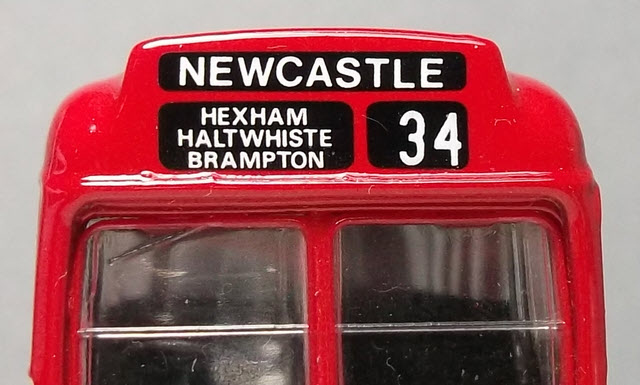 NEWCASTLE
HEXHAM
HALTWHISTE
BRAMPTON
34